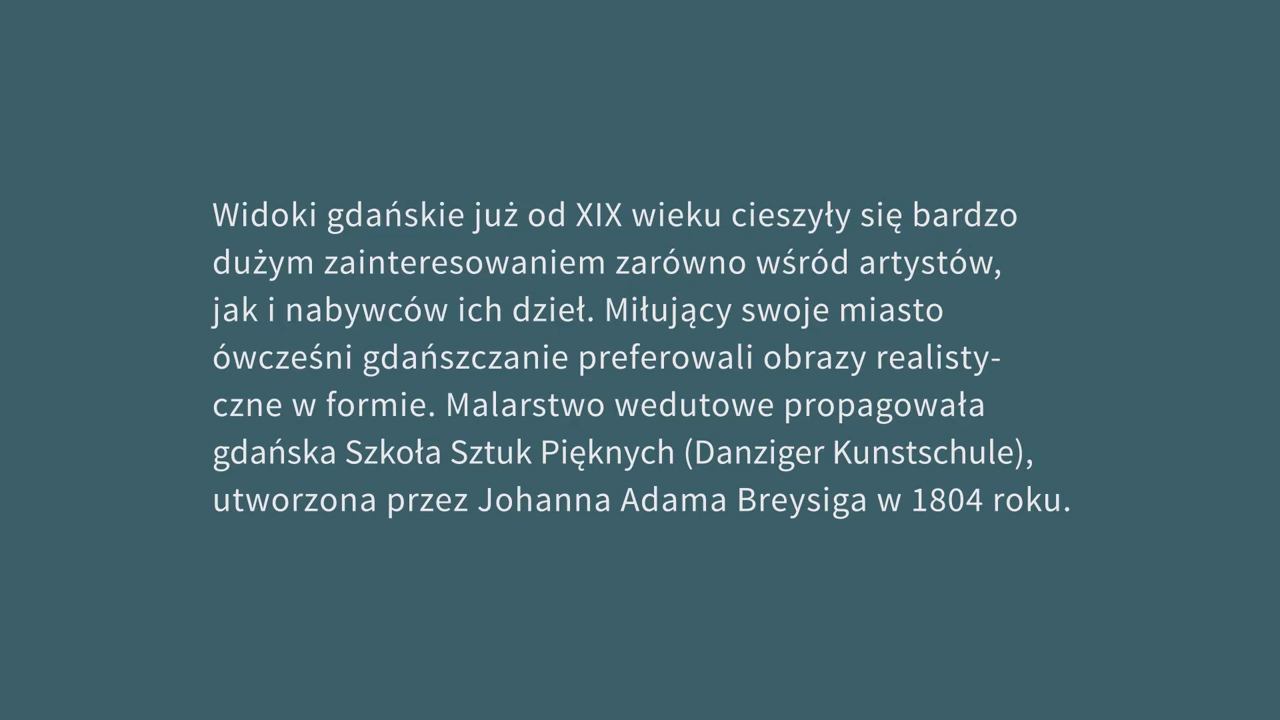 Widoki gdańskie już od XIX wieku cieszyły się bardzo
dużym zainteresowaniem zarówno wśród artystów,
jak i nabywców ich dzieł. Miłujący swoje miasto
ówcześni gdańszczanie preferowali obrazy realisty-
czne w formie. Malarstwo wedutowe propagowała
gdańska Szkoła Sztuk Pięknych (Danziger Kunstschule),
utworzona przez Johanna Adama Breysiga w 1804 roku.